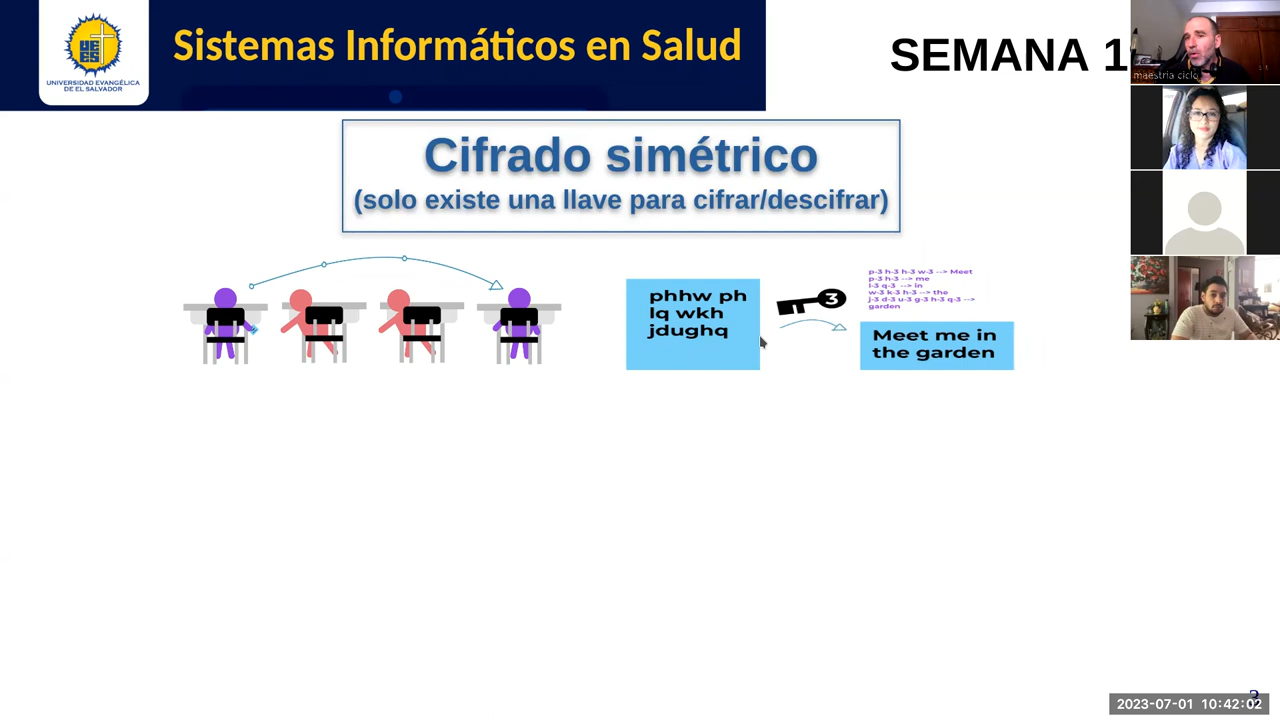 UNIVERSIDAD EVANGÉLICA
DE EL SALVADOR
Sistemas Informáticos en Salud
SEMANA 1
maestria ciclo
Cifrado simétrico
(solo existe una llave para cifrar/descifrar)
phhw ph
lq wkh
jdughq
3
p-3 h-3 h-3 w-3 --> Meet
p-3 h-3 --> me
l-3 q-3 --> in
w-3 k-3 h-3 --> the
j-3 d-3 u-3 g-3 h-3 q-3 -->
garden
Meet me in
the garden
2023-07-01 10:42:02